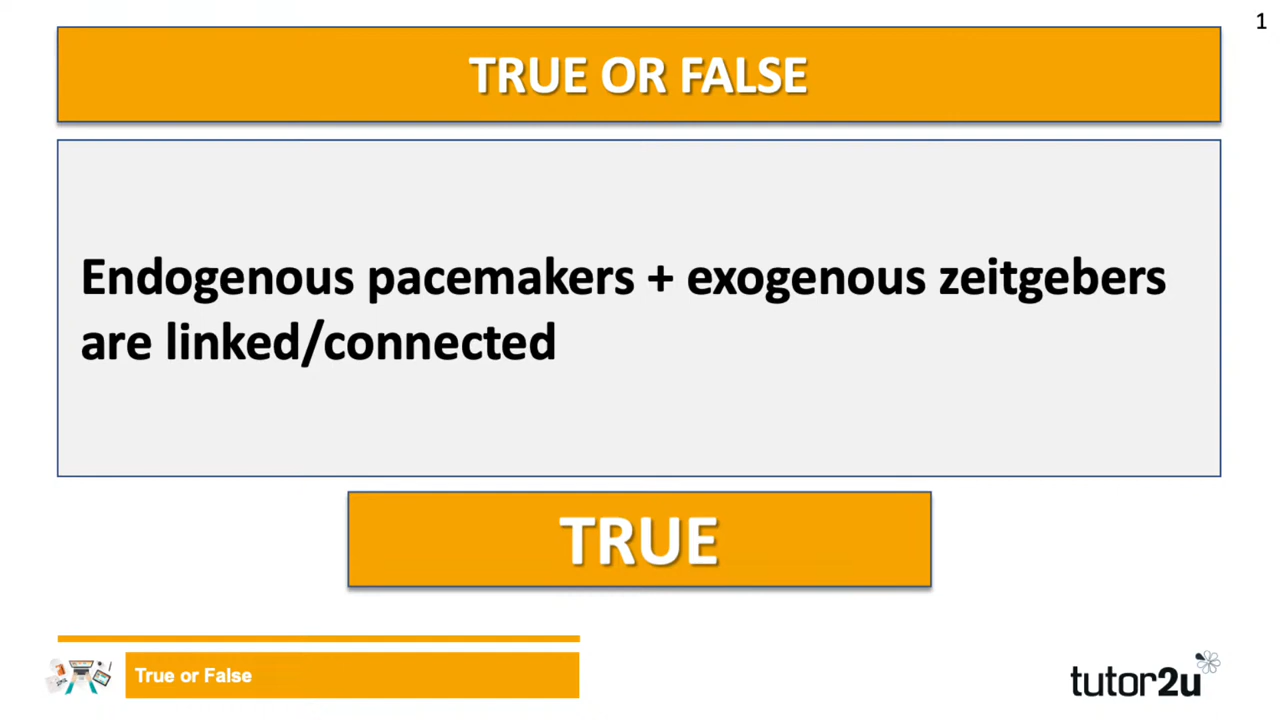 1
TRUE OR FALSE
Endogenous pacemakers + exogenous zeitgebers
are linked/connected
TRUE
True or False
tutor2u